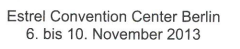 Estrel Convention Center Berlin
6. bis 10. November 2013